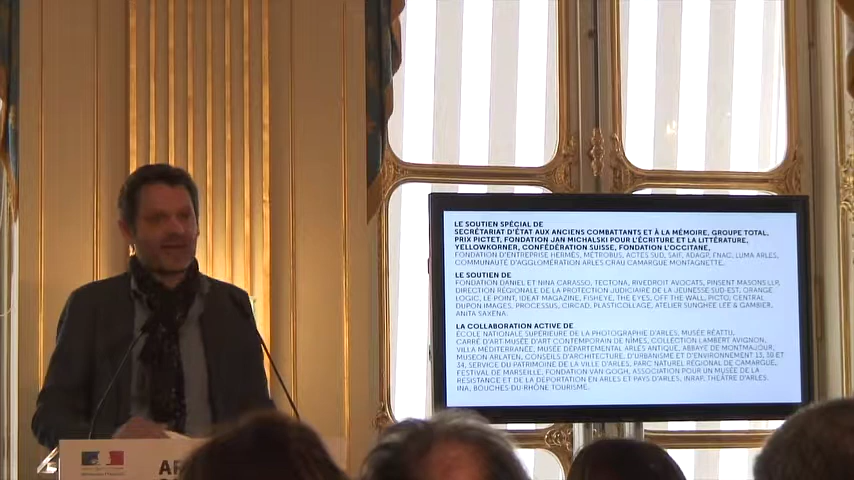 LE SOUTIEN SPÉCIAL DE
SECRÉTARIAT D'ÉTAT AUX ANCIENS COMBATTANTS ET À LA MÉMOIRE, GROUPE TOTAL,
PRIX PICTET, FONDATION JAN MICHALSKI POUR L'ÉCRITURE ET LA LITTÉRATURE,
YELLOWKORNER, CONFÉDÉRATION SUISSE, FONDATION L'OCCITANE,
FONDATION D'ENTREPRISE HERMÈS, MÉTROBUS, ACTES SUD, SAIF, ADAGP, FNAC, LUMA ARLES,
COMMUNAUTÉ D'AGGLOMÉRATION ARLES CRAU CAMARGUE MONTAGNETTE.
LE SOUTIEN DE
FONDATION DANIEL ET NINA CARASSO, TECTONA, RIVEDROIT AVOCATS, PINSENT MASONS LLP,
DIRECTION RÉGIONALE DE LA PROTECTION JUDICIAIRE DE LA JEUNESSE SUD-EST, ORANGE
LOGIC, LE POINT, IDEAT MAGAZINE, FISHEYE, THE EYES, OFF THE WALL, PICTO, CENTRAL
DUPON IMAGES, PROCESSUS, CIRCAD, PLASTICOLLAGE, ATELIER SUNGHEE LEE & GAMBIER,
ANITA SAXENA.
LA COLLABORATION ACTIVE DE
ÉCOLE NATIONALE SUPÉRIEURE DE LA PHOTOGRAPHIE D'ARLES, MUSÉE RÉATTU,
CARRÉ D'ART-MUSÉE D'ART CONTEMPORAIN DE NÎMES, COLLECTION LAMBERT AVIGNON,
VILLA MÉDITERRANÉE, MUSÉE DÉPARTEMENTAL ARLES ANTIQUE, ABBAYE DE MONTMAJOUR,
MUSEON ARLATEN, CONSEILS D'ARCHITECTURE, D'URBANISME ET D'ENVIRONNEMENT 13, 30 ET
34, SERVICE DU PATRIMOINE DE LA VILLE D'ARLES, PARC NATUREL RÉGIONAL DE CAMARGUE,
FESTIVAL DE MARSEILLE, FONDATION VAN GOGH, ASSOCIATION POUR UN MUSÉE DE LA
RÉSISTANCE ET DE LA DÉPORTATION EN ARLES ET PAYS D'ARLES, INRAP, THÉÂTRE D'ARLES,
INA, BOUCHES-DU-RHÔNE TOURISME.